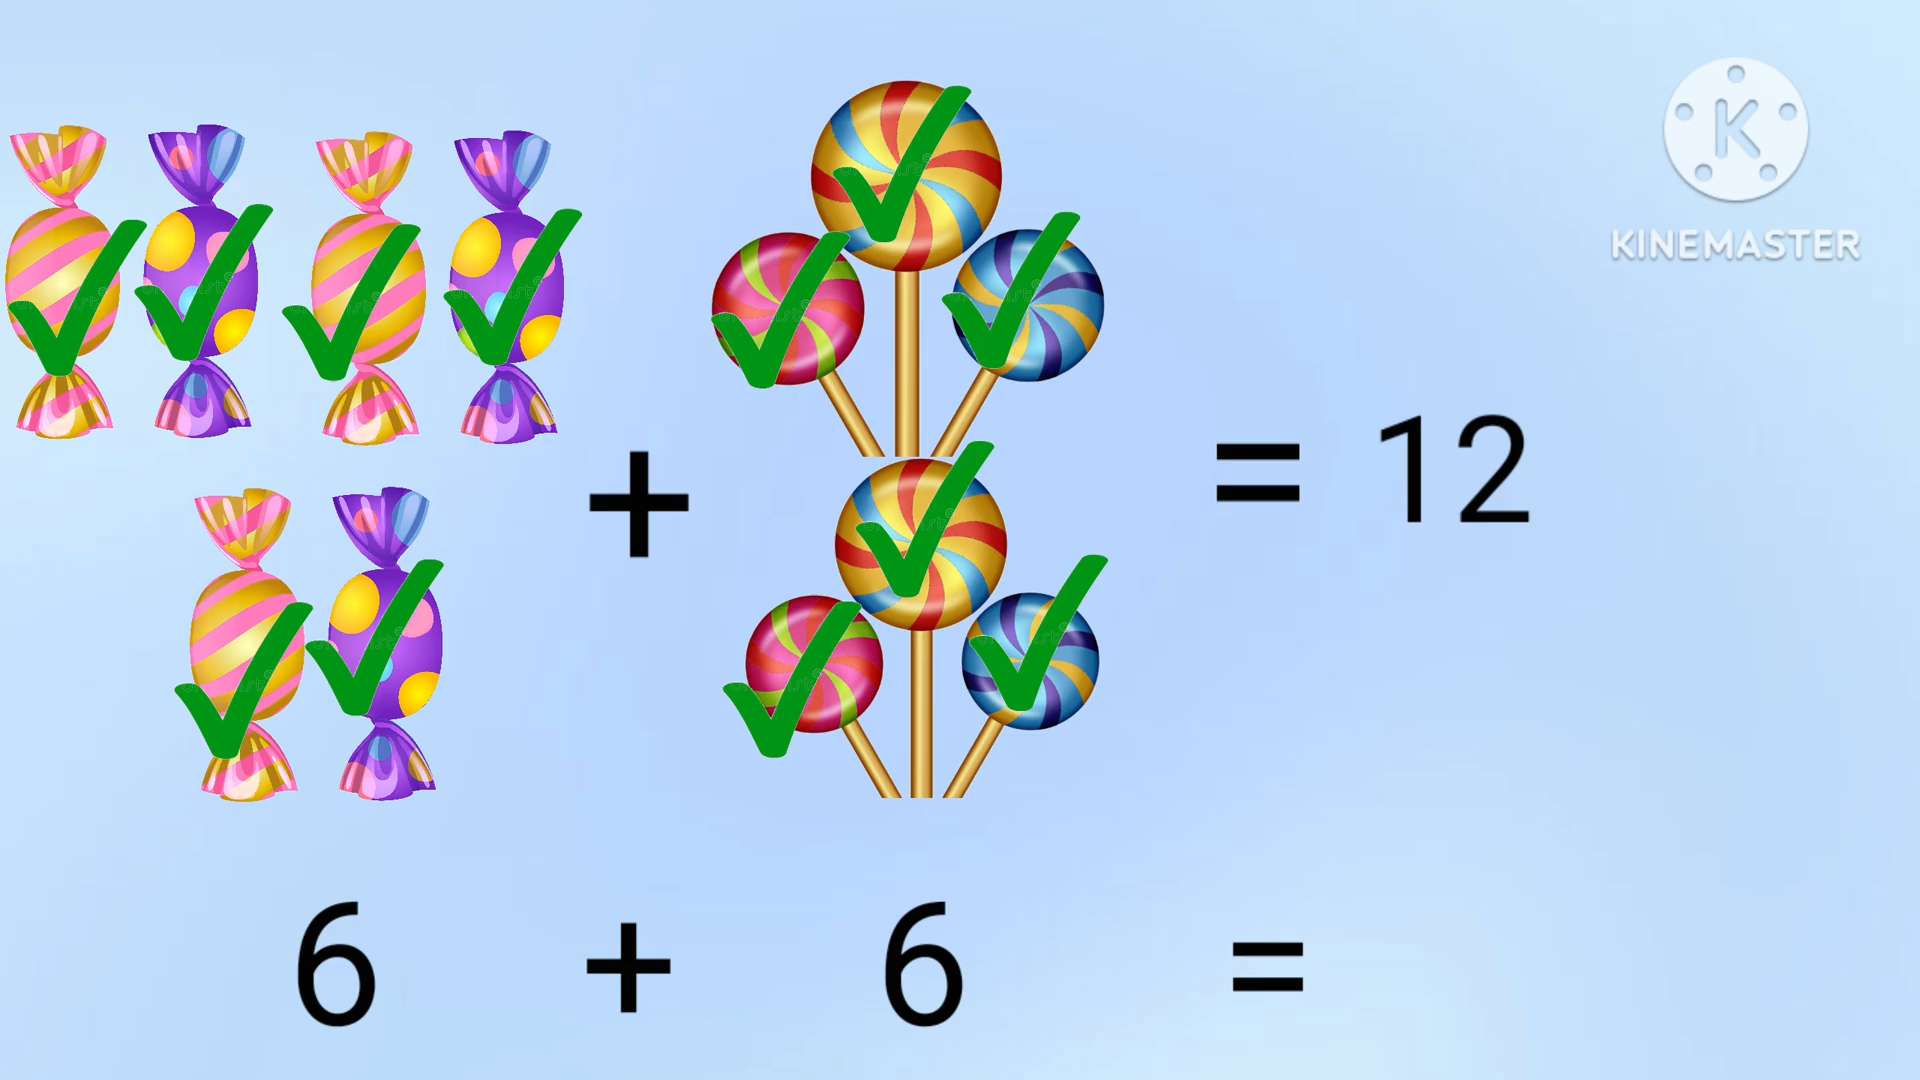 K
KINEMASTER
+ = 12
6 + 6 =